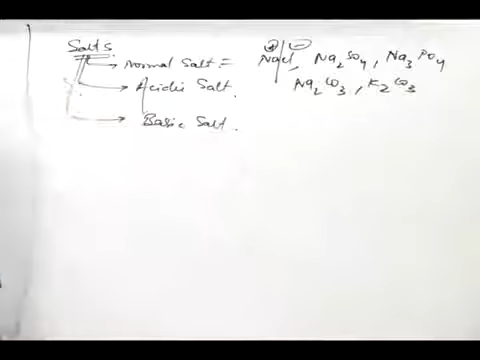 Salts
→ Normal Salt = NaCl, Na2SO4, Na3PO4
→ Acidic Salt. Na2CO3, K2CO3
→ Basic Salt.